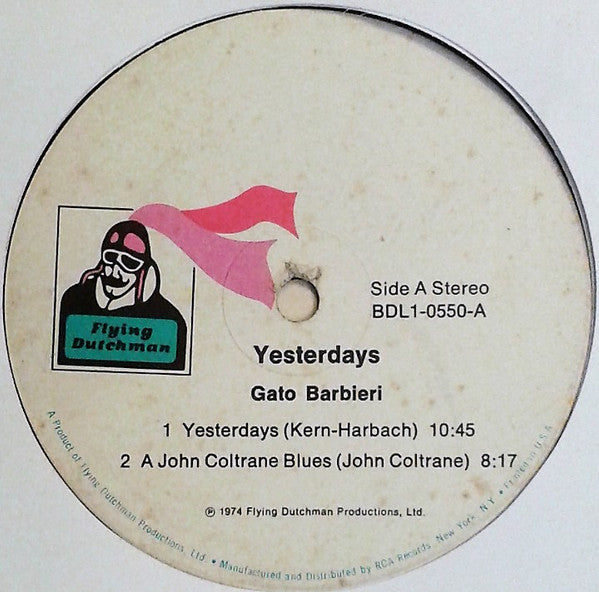 Flying
Dutchman
Side A Stereo
BDL1-0550-A
Yesterdays
Gato Barbieri
1 Yesterdays (Kern-Harbach) 10:45
2 A John Coltrane Blues (John Coltrane) 8:17
℗ 1974 Flying Dutchman Productions, Ltd.
A Product of Flying Dutchman Productions, Ltd. • Manufactured and Distributed by RCA Records, New York, N.Y. • Printed in U.S.A.